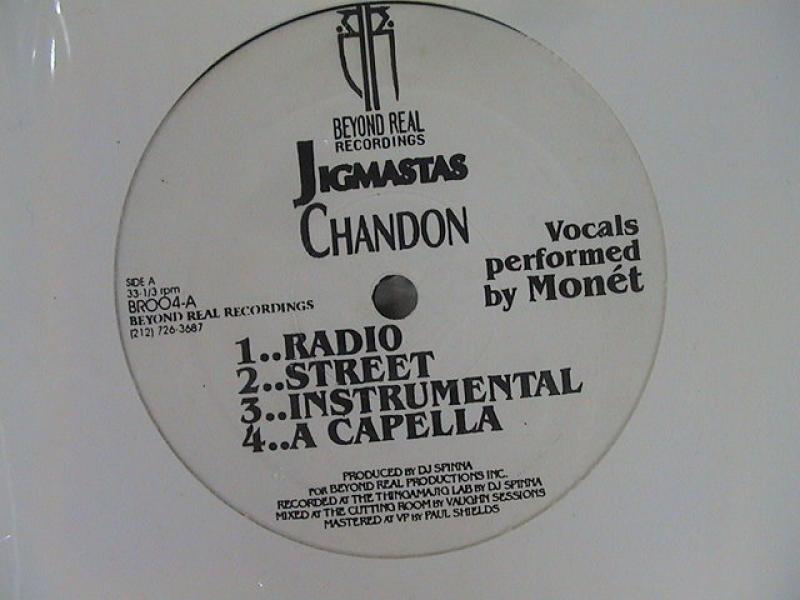 BEYOND REAL
RECORDINGS
JIGMASTAS
CHANDON
Vocals
performed
by Monét
SIDE A
33-1/3 rpm
BR004-A
BEYOND REAL RECORDINGS
(212) 726-3687
1..RADIO
2..STREET
3..INSTRUMENTAL
4..A CAPELLA
PRODUCED BY DJ SPINNA
FOR BEYOND REAL PRODUCTIONS INC.
RECORDED AT THE THINGAMAJIG LAB BY DJ SPINNA
MIXED AT THE CUTTING ROOM BY VAUGHN SESSIONS
MASTERED AT VP BY PAUL SHIELDS